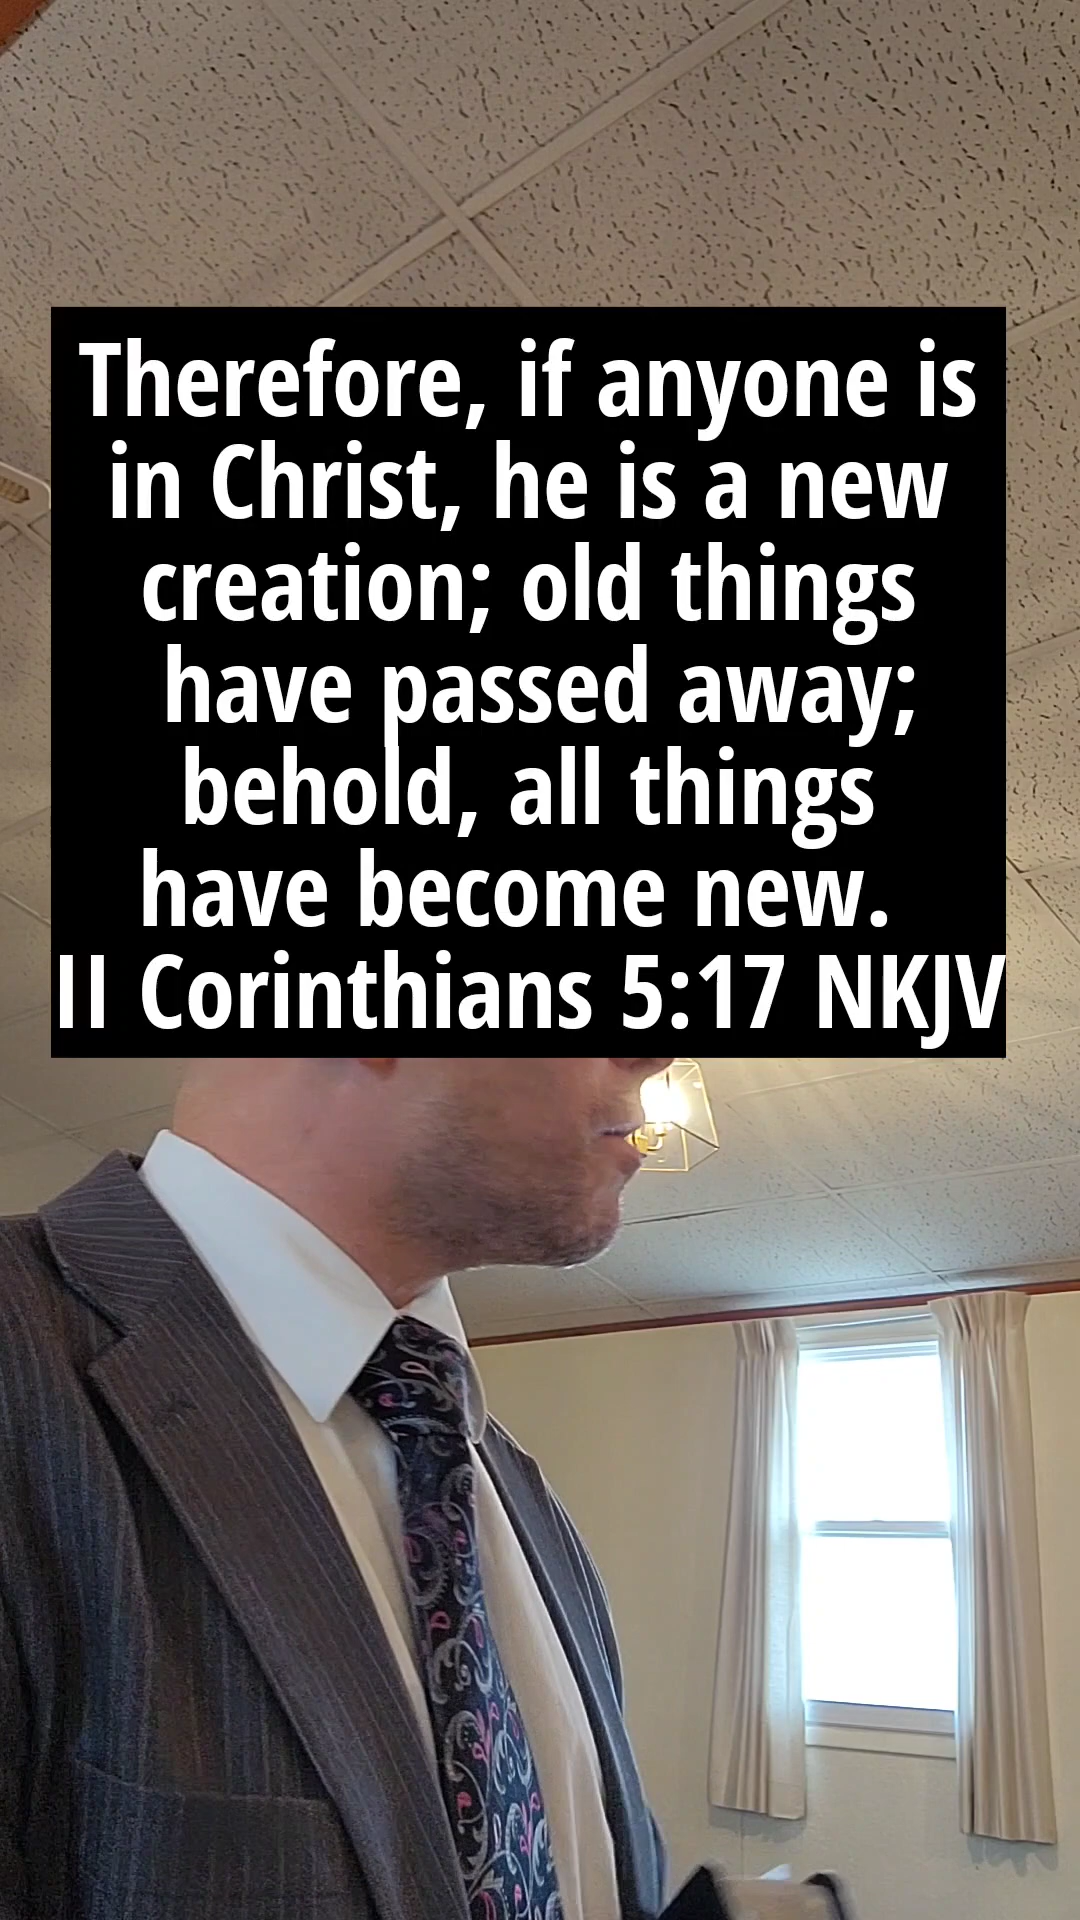 Therefore, if anyone is
in Christ, he is a new
creation; old things
have passed away;
behold, all things
have become new.
II Corinthians 5:17 NKJV